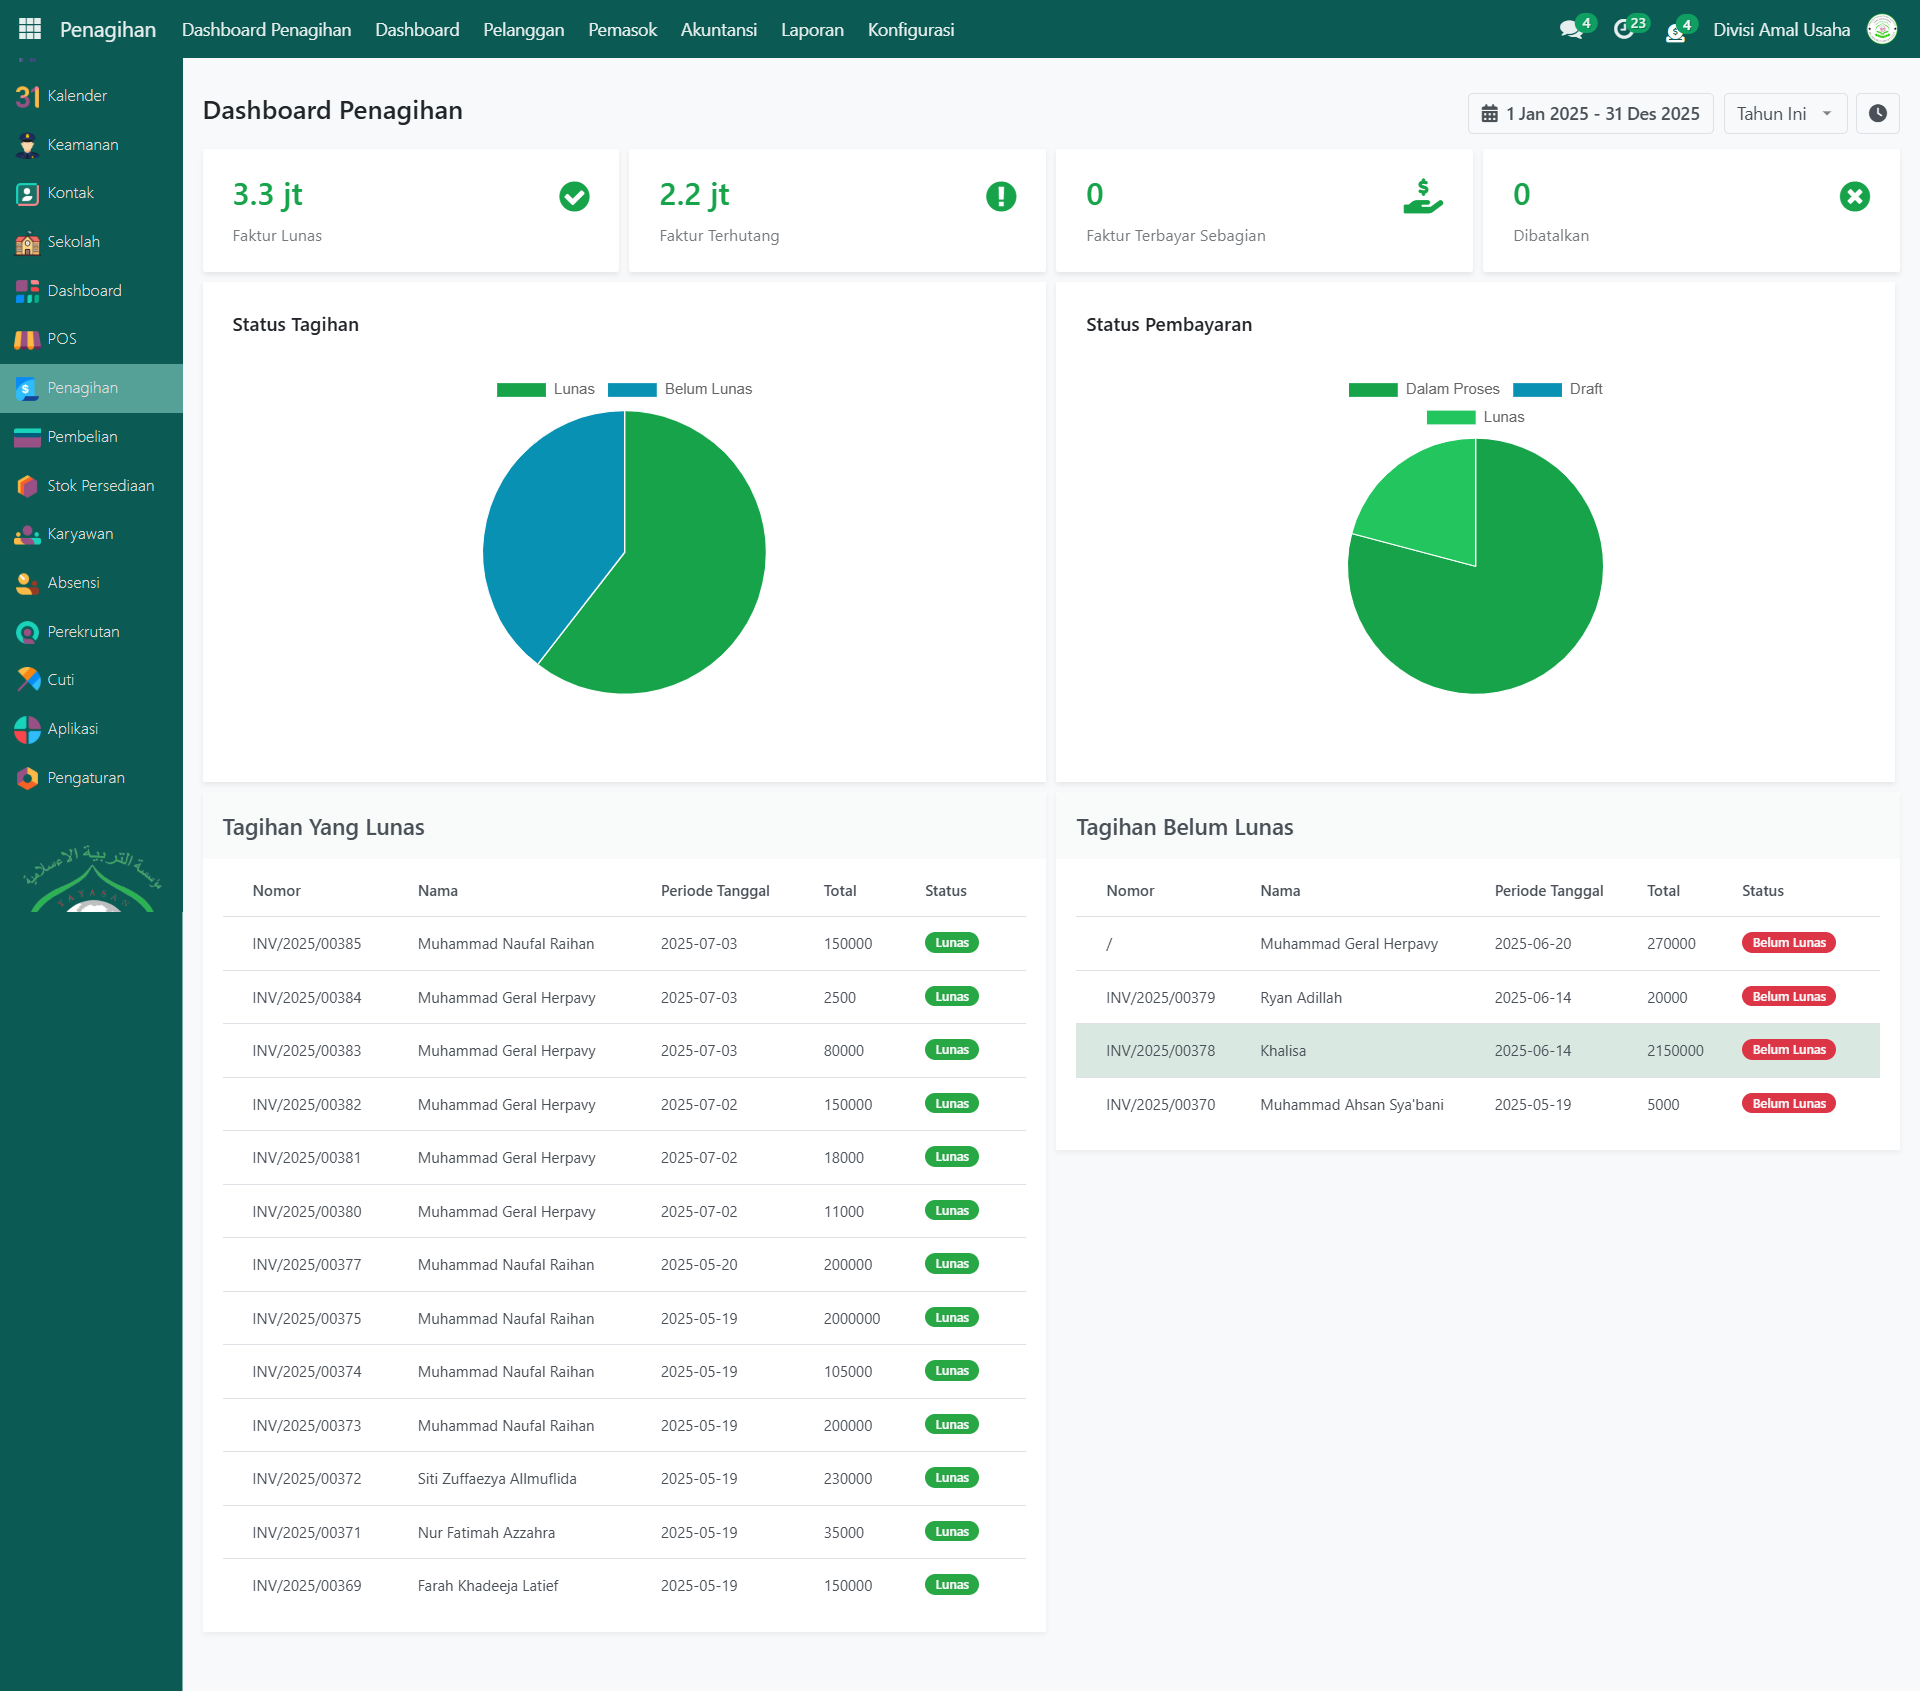 Penagihan Dashboard Penagihan Dashboard Pelanggan Pemasok Akuntansi Laporan Konfigurasi 4 23 4 Divisi Amal Usaha
31 Kalender
Keamanan
Kontak
Sekolah
Dashboard
POS
Penagihan
Pembelian
Stok Persediaan
Karyawan
Absensi
Perekrutan
Cuti
Aplikasi
Pengaturan
مؤسسة التربية الإسلامية
YAYASAN
Dashboard Penagihan
1 Jan 2025 - 31 Des 2025 Tahun Ini
3.3 jt
Faktur Lunas
2.2 jt
Faktur Terhutang
0
Faktur Terbayar Sebagian
0
Dibatalkan
Status Tagihan
Lunas Belum Lunas
Status Pembayaran
Dalam Proses Draft
Lunas
Tagihan Yang Lunas
Nomor Nama Periode Tanggal Total Status
INV/2025/00385 Muhammad Naufal Raihan 2025-07-03 150000 Lunas
INV/2025/00384 Muhammad Geral Herpavy 2025-07-03 2500 Lunas
INV/2025/00383 Muhammad Geral Herpavy 2025-07-03 80000 Lunas
INV/2025/00382 Muhammad Geral Herpavy 2025-07-02 150000 Lunas
INV/2025/00381 Muhammad Geral Herpavy 2025-07-02 18000 Lunas
INV/2025/00380 Muhammad Geral Herpavy 2025-07-02 11000 Lunas
INV/2025/00377 Muhammad Naufal Raihan 2025-05-20 200000 Lunas
INV/2025/00375 Muhammad Naufal Raihan 2025-05-19 2000000 Lunas
INV/2025/00374 Muhammad Naufal Raihan 2025-05-19 105000 Lunas
INV/2025/00373 Muhammad Naufal Raihan 2025-05-19 200000 Lunas
INV/2025/00372 Siti Zuffaezya Allmuflida 2025-05-19 230000 Lunas
INV/2025/00371 Nur Fatimah Azzahra 2025-05-19 35000 Lunas
INV/2025/00369 Farah Khadeeja Latief 2025-05-19 150000 Lunas
Tagihan Belum Lunas
Nomor Nama Periode Tanggal Total Status
/ Muhammad Geral Herpavy 2025-06-20 270000 Belum Lunas
INV/2025/00379 Ryan Adillah 2025-06-14 20000 Belum Lunas
INV/2025/00378 Khalisa 2025-06-14 2150000 Belum Lunas
INV/2025/00370 Muhammad Ahsan Sya'bani 2025-05-19 5000 Belum Lunas